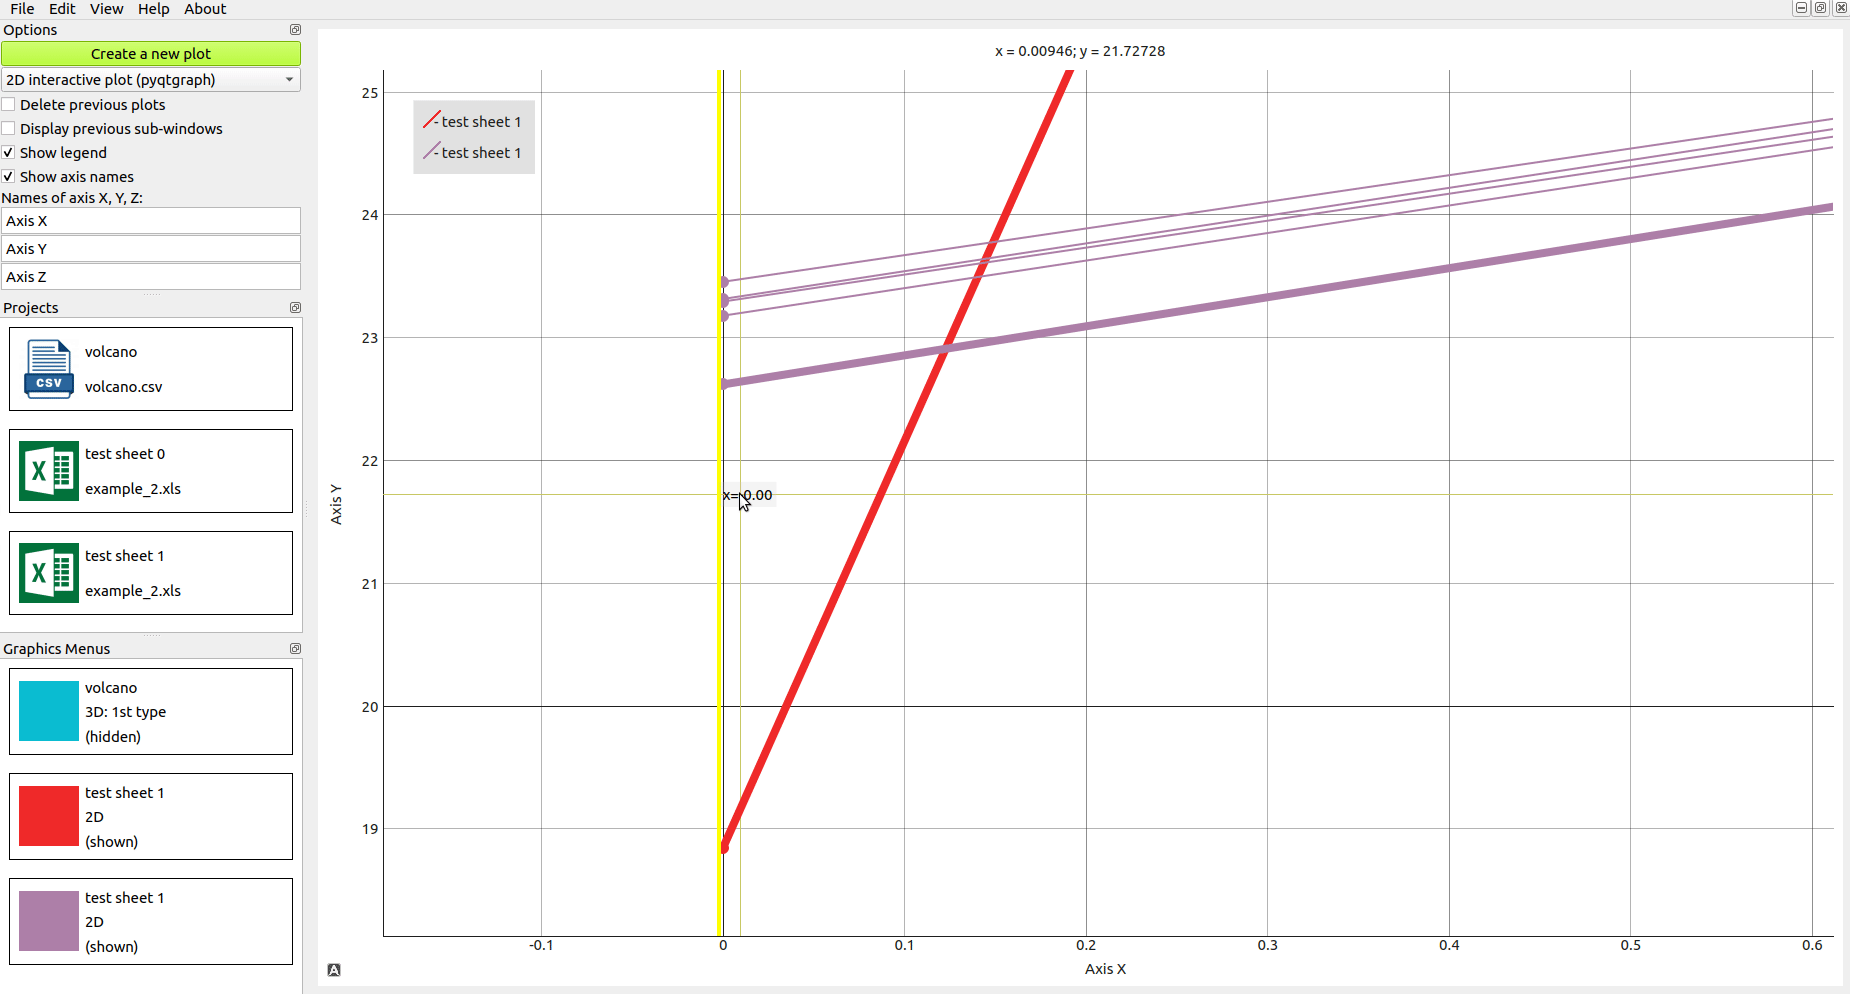 File Edit View Help About
Options
Create a new plot
2D interactive plot (pyqtgraph)
Delete previous plots
Display previous sub-windows
Show legend
Show axis names
Names of axis X, Y, Z:
Axis X
Axis Y
Axis Z
Projects
volcano
volcano.csv
CSV
test sheet 0
example_2.xls
X
test sheet 1
example_2.xls
X
Graphics Menus
volcano
3D: 1st type
(hidden)
test sheet 1
2D
(shown)
test sheet 1
2D
(shown)
x = 0.00946; y = 21.72728
test sheet 1
test sheet 1
25
24
23
22
21
20
19
Axis Y
x= 0.00
-0.1 0 0.1 0.2 0.3 0.4 0.5 0.6
Axis X
A